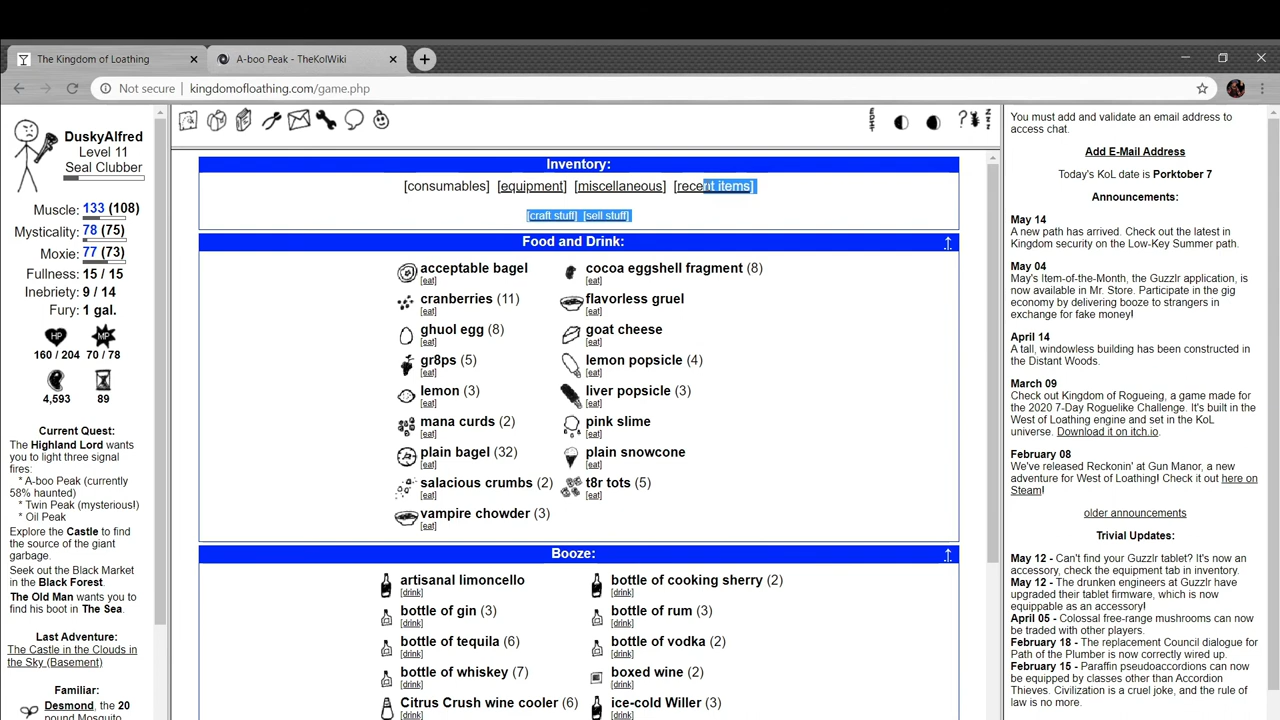 The Kingdom of Loathing
A-boo Peak - TheKolWiki
Not secure
kingdomofloathing.com/game.php
DuskyAlfred
Level 11
Seal Clubber
Muscle: 133 (108)
Mysticality: 78 (75)
Moxie: 77 (73)
Fullness: 15 / 15
Inebriety: 9 / 14
Fury: 1 gal.
HP MP
160 / 204 70 / 78
4,593 89
Current Quest:
The Highland Lord wants
you to light three signal
fires:
* A-boo Peak (currently
58% haunted)
* Twin Peak (mysterious!)
* Oil Peak
Explore the Castle to find
the source of the giant
garbage.
Seek out the Black Market
in the Black Forest.
The Old Man wants you to
find his boot in The Sea.
Last Adventure:
The Castle in the Clouds in
the Sky (Basement)
Familiar:
Desmond, the 20
pound Mosquito
EDIT
Inventory:
[consumables] [equipment] [miscellaneous] [recent items]
[craft stuff] [sell stuff]
Food and Drink:
acceptable bagel
[eat]
cocoa eggshell fragment (8)
[eat]
cranberries (11)
[eat]
flavorless gruel
[eat]
ghuol egg (8)
[eat]
goat cheese
[eat]
gr8ps (5)
[eat]
lemon popsicle (4)
[eat]
lemon (3)
[eat]
liver popsicle (3)
[eat]
mana curds (2)
[eat]
pink slime
[eat]
plain bagel (32)
[eat]
plain snowcone
[eat]
salacious crumbs (2)
[eat]
t8r tots (5)
[eat]
vampire chowder (3)
[eat]
Booze:
artisanal limoncello
[drink]
bottle of cooking sherry (2)
[drink]
bottle of gin (3)
[drink]
bottle of rum (3)
[drink]
bottle of tequila (6)
[drink]
bottle of vodka (2)
[drink]
bottle of whiskey (7)
[drink]
boxed wine (2)
[drink]
Citrus Crush wine cooler (6)
[drink]
ice-cold Willer (3)
[drink]
You must add and validate an email address to
access chat.
Add E-Mail Address
Today's KoL date is Porktober 7
Announcements:
May 14
A new path has arrived. Check out the latest in
Kingdom security on the Low-Key Summer path.
May 04
May's Item-of-the-Month, the Guzzlr application, is
now available in Mr. Store. Participate in the gig
economy by delivering booze to strangers in
exchange for fake money!
April 14
A tall, windowless building has been constructed in
the Distant Woods.
March 09
Check out Kingdom of Rogueing, a game made for
the 2020 7-Day Roguelike Challenge. It's built in the
West of Loathing engine and set in the KoL
universe. Download it on itch.io.
February 08
We've released Reckonin' at Gun Manor, a new
adventure for West of Loathing! Check it out here on
Steam!
older announcements
Trivial Updates:
May 12 - Can't find your Guzzlr tablet? It's now an
accessory, check the equipment tab in inventory.
May 12 - The drunken engineers at Guzzlr have
upgraded their tablet firmware, which is now
equippable as an accessory!
April 05 - Colossal free-range mushrooms can now
be traded with other players.
February 18 - The replacement Council dialogue for
Path of the Plumber is now correctly wired up.
February 15 - Paraffin pseudoaccordions can now
be equipped by classes other than Accordion
Thieves. Civilization is a cruel joke, and the rule of
law is no more.